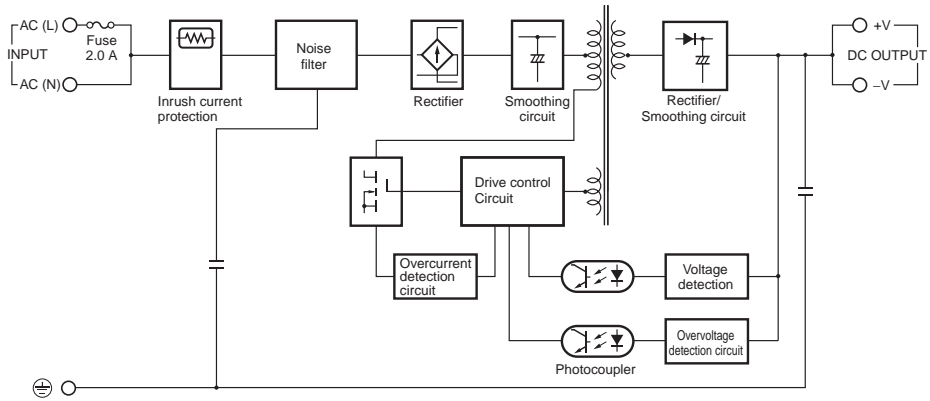 AC (L)
Fuse
2.0 A
INPUT
AC (N)
Inrush current
protection
Noise
filter
Rectifier
Smoothing
circuit
Rectifier/
Smoothing circuit
+V
DC OUTPUT
–V
Drive control
Circuit
Overcurrent
detection
circuit
Voltage
detection
Overvoltage
detection circuit
Photocoupler